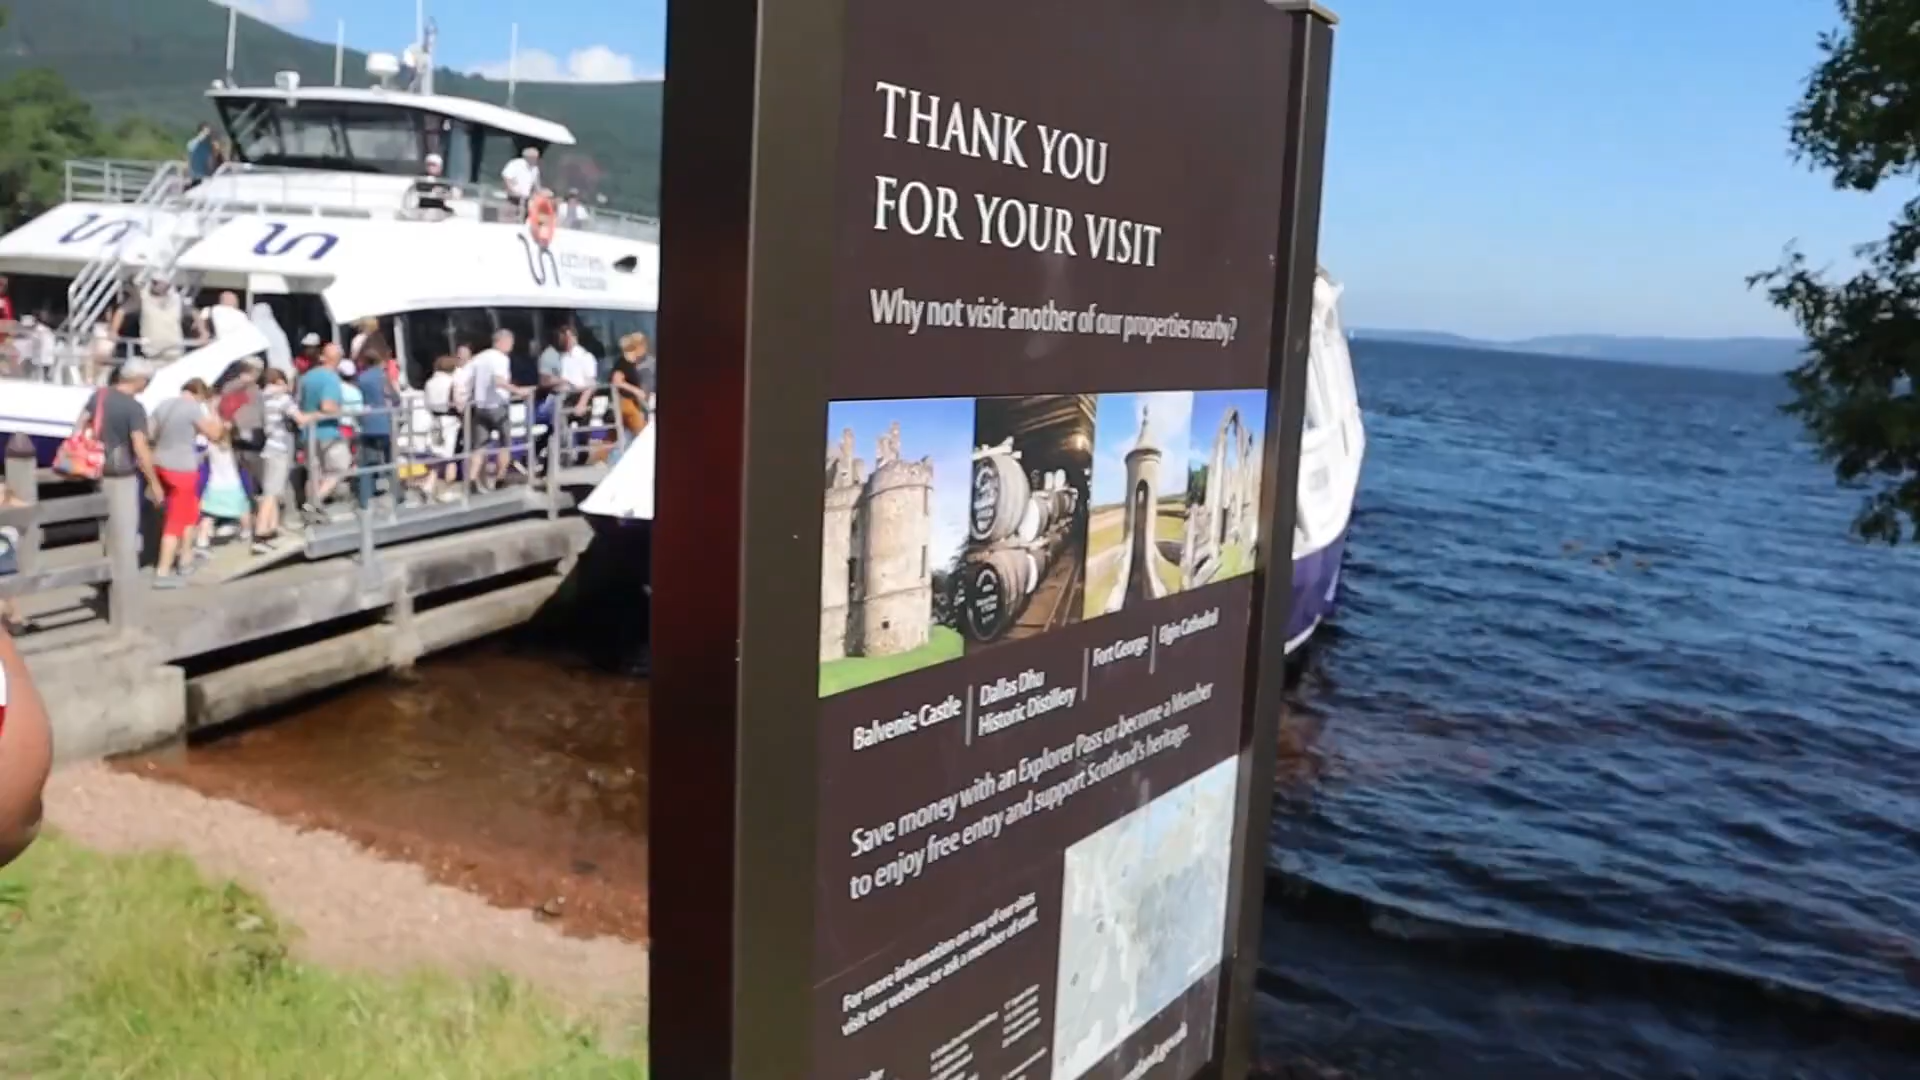 THANK YOU
FOR YOUR VISIT
Why not visit another of our properties nearby?
Balvenie Castle
Dallas Dhu
Historic Distillery
Fort George
Elgin Cathedral
Save money with an Explorer Pass or become a Member
to enjoy free entry and support Scotland's heritage.
For more information on any of our sites
visit our website or ask a member of staff.